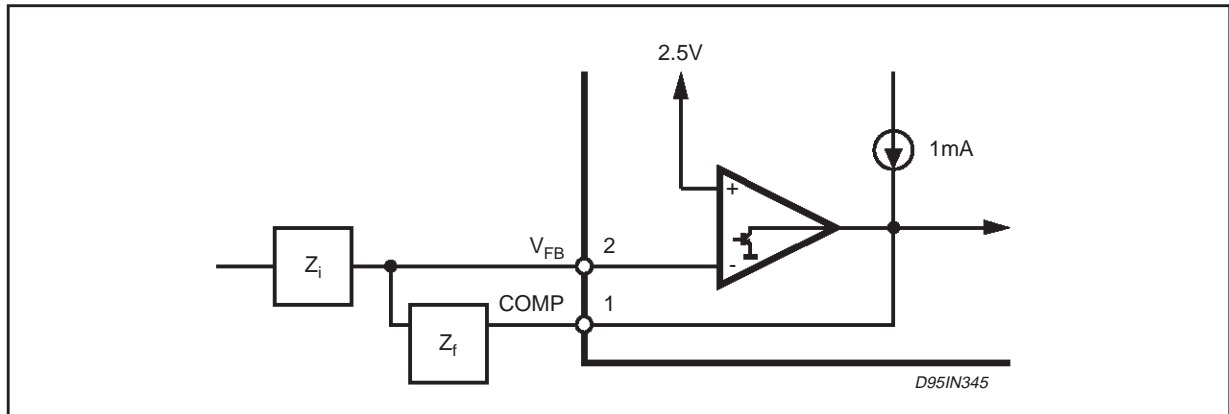 2.5V
1mA
+
Zi
VFB
2
-
COMP
1
Zf
D95IN345